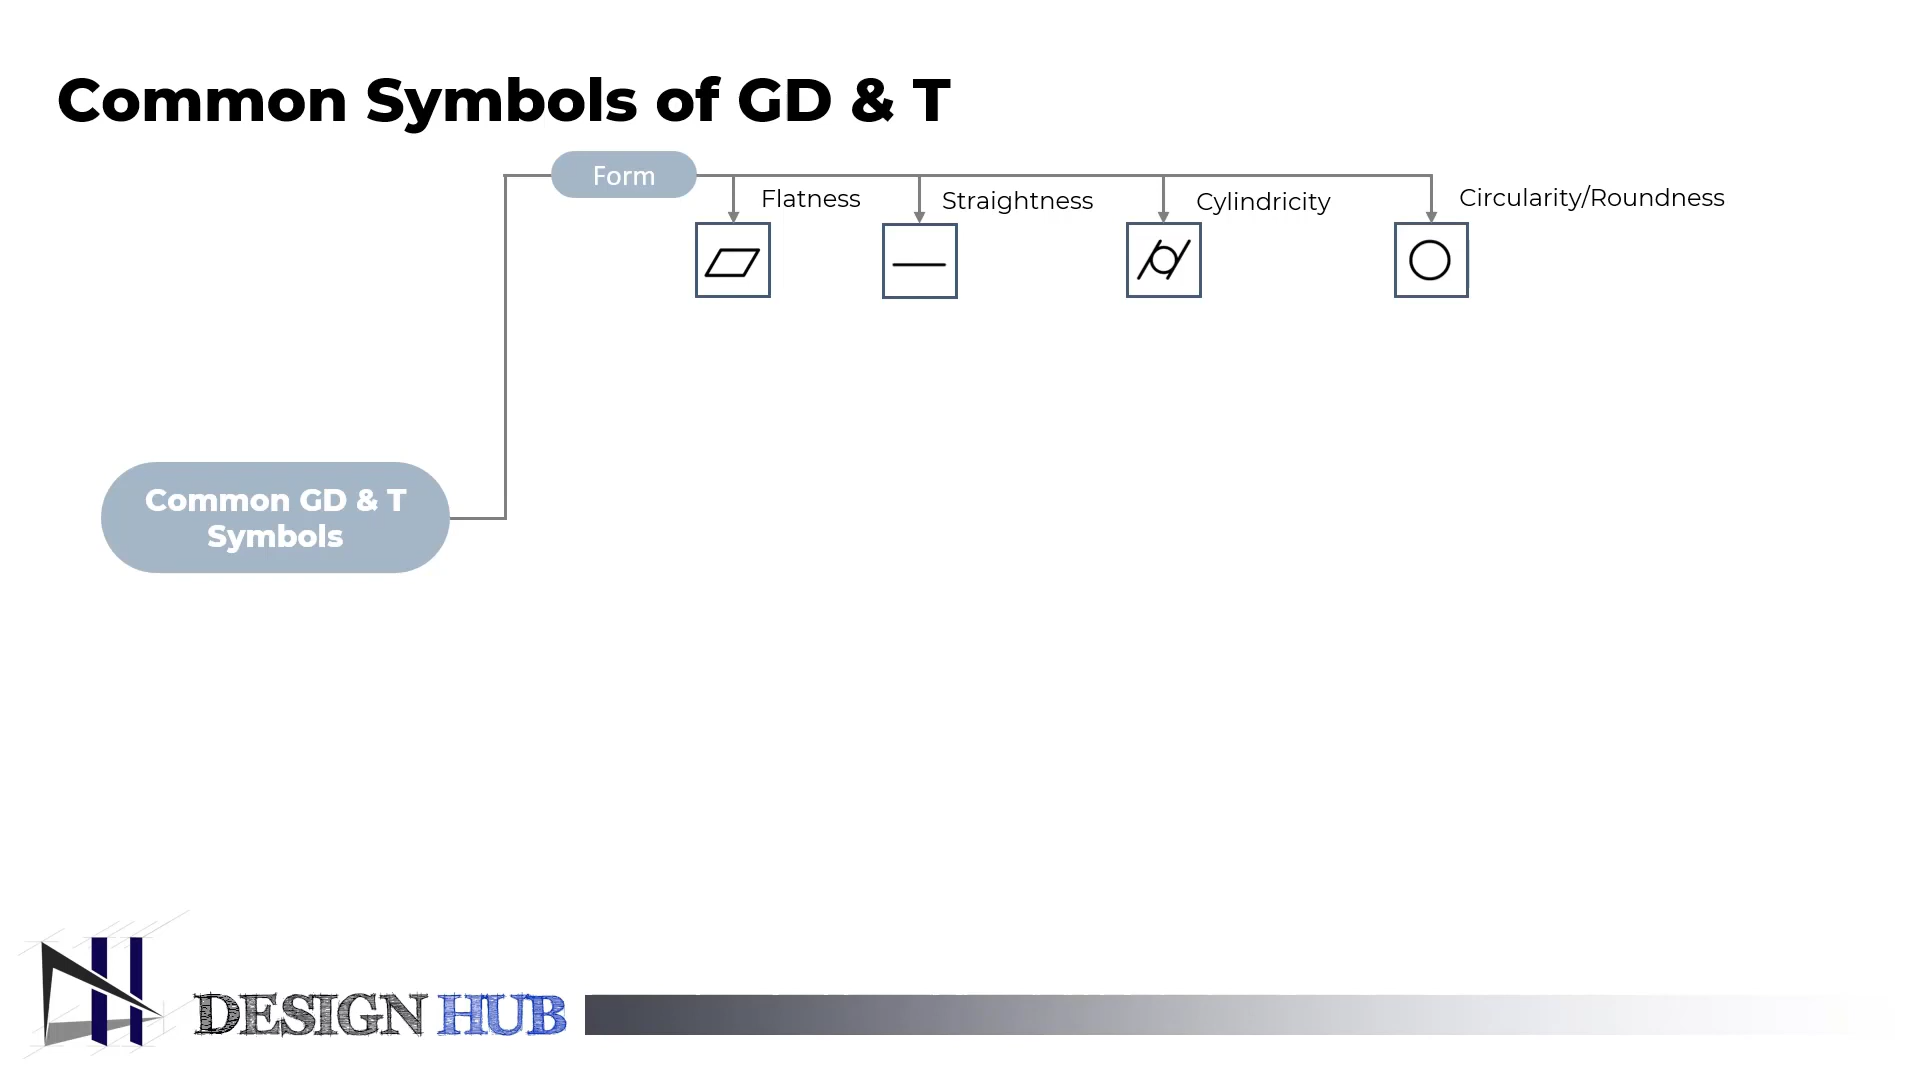 Common Symbols of GD & T
Form
Flatness
Straightness
Cylindricity
Circularity/Roundness
Common GD & T
Symbols
DESIGN HUB